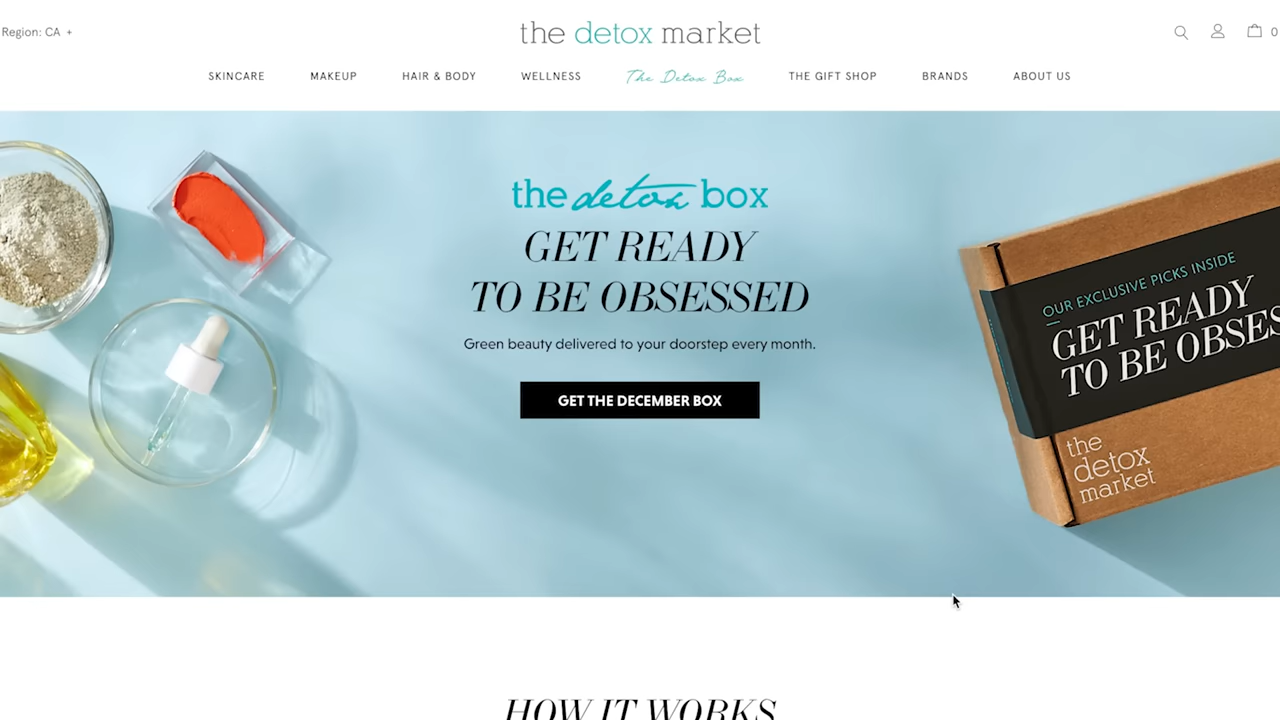 Region: CA +
the detox market
0
SKINCARE MAKEUP HAIR & BODY WELLNESS The Detox Box THE GIFT SHOP BRANDS ABOUT US
the detox box
GET READY
TO BE OBSESSED
Green beauty delivered to your doorstep every month.
GET THE DECEMBER BOX
OUR EXCLUSIVE PICKS INSIDE
GET READY
TO BE OBSES
the
detox
market
HOW IT WORKS